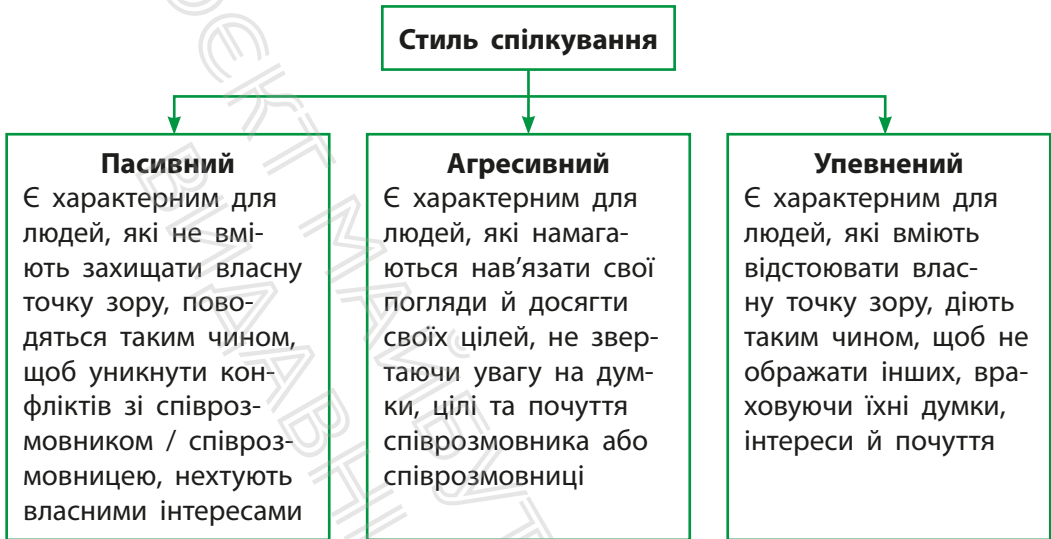 Стиль спілкування
Пасивний
Є характерним для
людей, які не вмі-
ють захищати власну
точку зору, пово-
дяться таким чином,
щоб уникнути кон-
фліктів зі співроз-
мовником / співроз-
мовницею, нехтують
власними інтересами
Агресивний
Є характерним для
людей, які намага-
ються нав’язати свої
погляди й досягти
своїх цілей, не звер-
таючи увагу на дум-
ки, цілі та почуття
співрозмовника або
співрозмовниці
Упевнений
Є характерним для
людей, які вміють
відстоювати влас-
ну точку зору, діють
таким чином, щоб не
ображати інших, вра-
ховуючи їхні думки,
інтереси й почуття